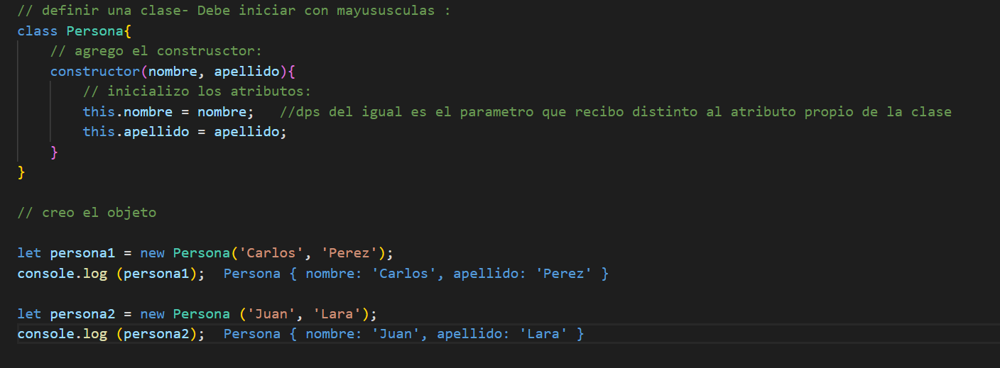 // definir una clase- Debe iniciar con mayususculas :
class Persona{
// agrego el construsctor:
constructor(nombre, apellido){
// inicializo los atributos:
this.nombre = nombre;   //dps del igual es el parametro que recibo distinto al atributo propio de la clase
this.apellido = apellido;
}
}
// creo el objeto
let persona1 = new Persona('Carlos', 'Perez');
console.log (persona1);  Persona { nombre: 'Carlos', apellido: 'Perez' }
let persona2 = new Persona ('Juan', 'Lara');
console.log (persona2);  Persona { nombre: 'Juan', apellido: 'Lara' }